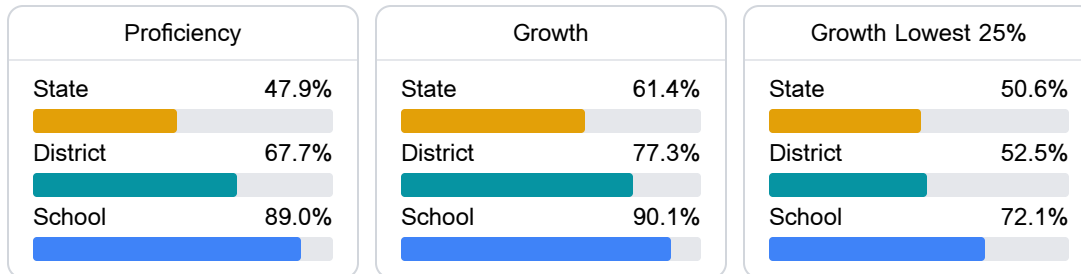 Proficiency
State 47.9%
District 67.7%
School 89.0%
Growth
State 61.4%
District 77.3%
School 90.1%
Growth Lowest 25%
State 50.6%
District 52.5%
School 72.1%